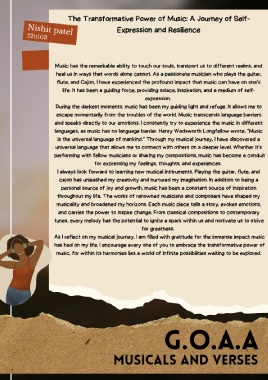 The Transformative Power of Music: A Journey of Self-
Expression and Resilience
Nishit patel
221103
Music has the remarkable ability to touch our souls, transport us to different realms, and
heal us in ways that words alone cannot. As a passionate musician who plays the guitar,
flute, and Cajon, I have experienced the profound impact that music can have on one's
life. It has been a guiding force, providing solace, inspiration, and a medium of self-
expression.
During the darkest moments, music has been my guiding light and refuge. It allows me to
escape momentarily from the troubles of the world. Music transcends language barriers
and speaks directly to our emotions. I constantly try to experience the music in different
languages, as music has no language barrier. Henry Wadsworth Longfellow wrote, "Music
is the universal language of mankind." Through my musical journey, I have discovered a
universal language that allows me to connect with others on a deeper level. Whether it's
performing with fellow musicians or sharing my compositions, music has become a conduit
for expressing my feelings, thoughts, and experiences.
I always look forward to learning new musical instruments. Playing the guitar, flute, and
cajon has unleashed my creativity and nurtured my imagination. In addition to being a
personal source of joy and growth, music has been a constant source of inspiration
throughout my life. The works of renowned musicians and composers have shaped my
musicality and broadened my horizons. Each music piece tells a story, evokes emotions,
and carries the power to inspire change. From classical compositions to contemporary
tunes, every melody has the potential to ignite a spark within us and motivate us to strive
for greatness.
As I reflect on my musical journey, I am filled with gratitude for the immense impact music
has had on my life. I encourage every one of you to embrace the transformative power of
music, for within its harmonies lies a world of infinite possibilities waiting to be explored.
G.O.A.A
MUSICALS AND VERSES